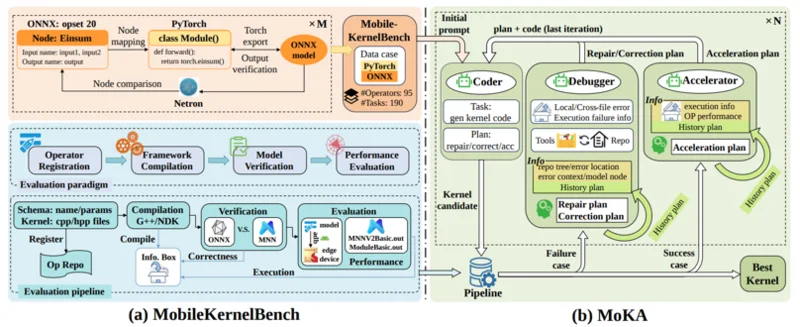 ONNX: opset 20
Node: Einsum
Input name: input1, input2
Output name: output
Node mapping
PyTorch
class Module()
def forward():
return torch.einsum()
Torch export
Output verification
ONNX model
×M
Node comparison
Netron
Mobile-KernelBench
Data case
PyTorch
ONNX
#Operators: 95
#Tasks: 190
Operator Registration
Framework Compilation
Model Verification
Performance Evaluation
Evaluation paradigm
Schema: name/params
Kernel: cpp/hpp files
Register
Op Repo
Compilation
G++/NDK
Compile
Info. Box
Verification
ONNX
V.S.
MNN
Correctness
Evaluation
model
adb
edge device
MNNV2Basic.out
ModuleBasic.out
Performance
Execution
Evaluation pipeline
(a) MobileKernelBench
Initial prompt
plan + code (last iteration)
×N
Repair/Correction plan
Acceleration plan
Coder
Task:
gen kernel code
Plan:
repair/correct/acc
Kernel candidate
Debugger
Local/Cross-file error
Execution failure info
Tools
Repo
Info
repo tree/error location
error context/model node
History plan
Repair plan
Correction plan
History plan
Accelerator
Info
execution info
OP performance
History plan
Acceleration plan
History plan
Pipeline
Failure case
Success case
Best Kernel
(b) MoKA